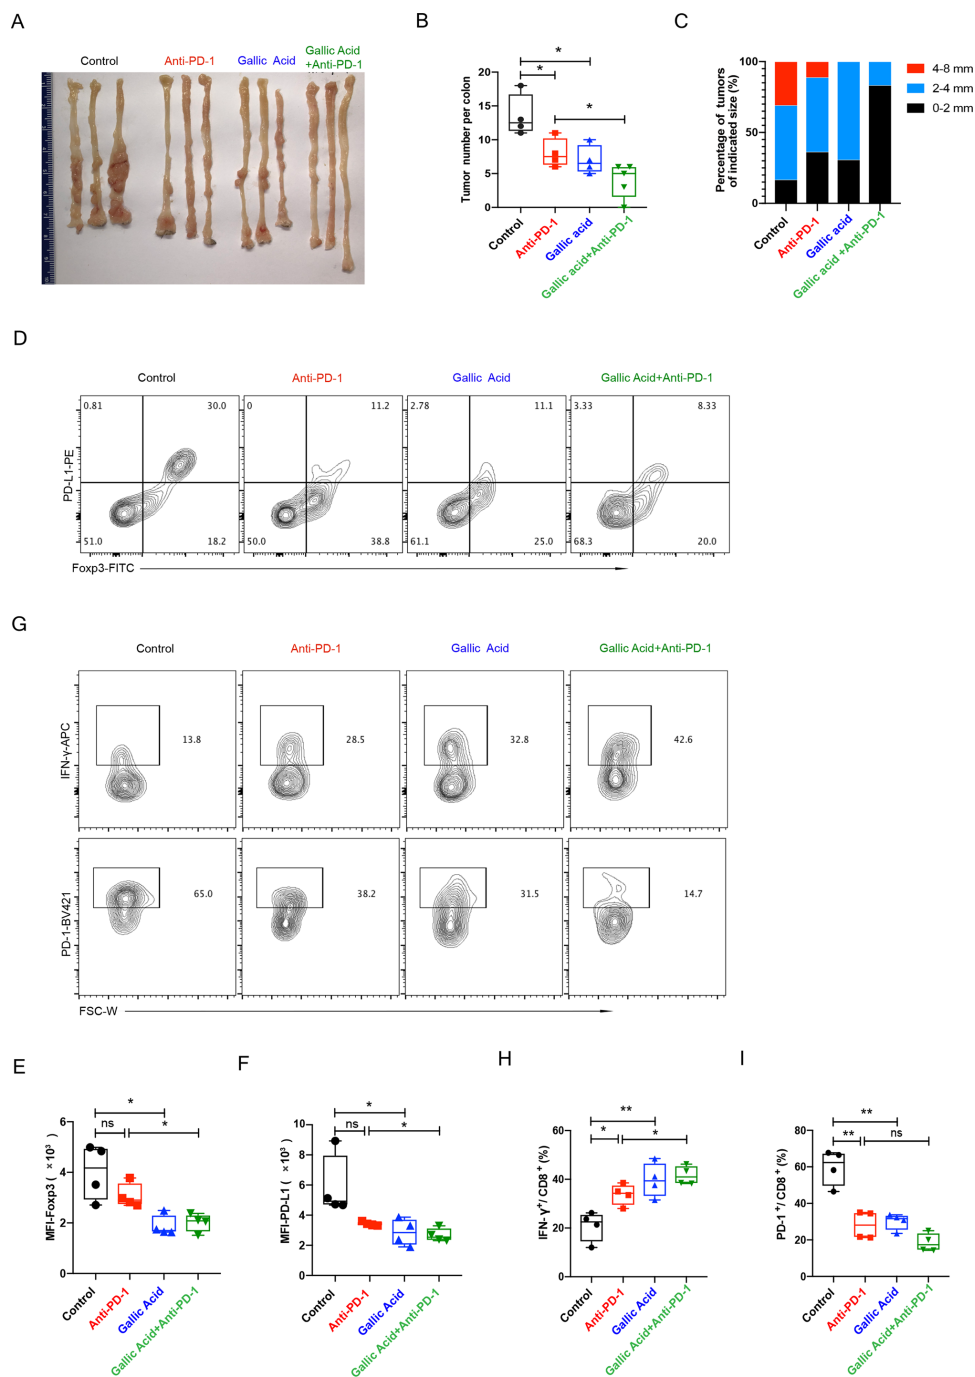 A
Control
Anti-PD-1
Gallic Acid
Gallic Acid
+Anti-PD-1
B
Tumor number per colon
20
15
10
5
0
*
*
*
Control
Anti-PD-1
Gallic acid
Gallic acid+Anti-PD-1
C
Percentage of tumors
of indicated size (%)
100
50
0
4-8 mm
2-4 mm
0-2 mm
Control
Anti-PD-1
Gallic acid
Gallic acid +Anti-PD-1
D
Control
Anti-PD-1
Gallic Acid
Gallic Acid+Anti-PD-1
PD-L1-PE
0.81 30.0
51.0 18.2
0 11.2
50.0 38.8
2.78 11.1
61.1 25.0
3.33 8.33
68.3 20.0
Foxp3-FITC
G
Control
Anti-PD-1
Gallic Acid
Gallic Acid+Anti-PD-1
IFN-γ-APC
13.8
28.5
32.8
42.6
PD-1-BV421
65.0
38.2
31.5
14.7
FSC-W
E
MFI-Foxp3 ( ×10³ )
6
4
2
0
*
ns
*
Control
Anti-PD-1
Gallic Acid
Gallic Acid+Anti-PD-1
F
MFI-PD-L1 ( ×10³ )
10
8
6
4
2
0
*
ns
*
Control
Anti-PD-1
Gallic Acid
Gallic Acid+Anti-PD-1
H
IFN- γ⁺/ CD8⁺ (%)
60
40
20
0
**
*
*
Control
Anti-PD-1
Gallic Acid
Gallic Acid+Anti-PD-1
I
PD-1⁺/ CD8⁺ (%)
80
60
40
20
0
**
**
ns
Control
Anti-PD-1
Gallic Acid
Gallic Acid+Anti-PD-1